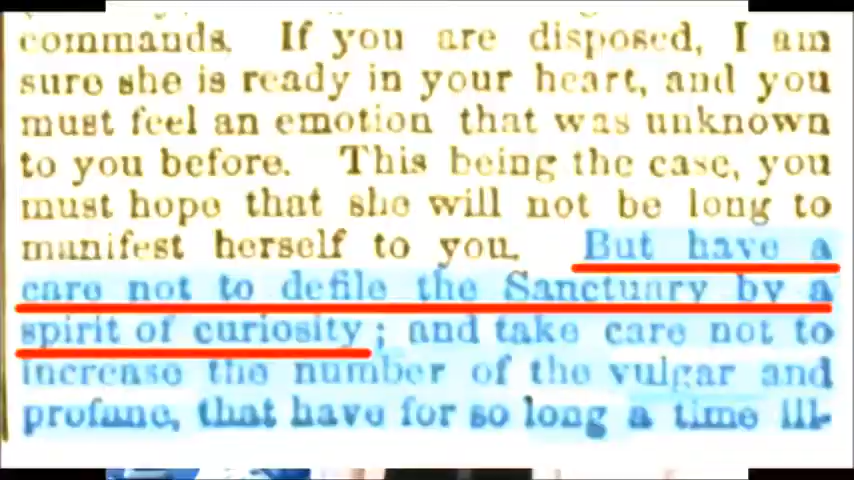 commands. If you are disposed, I am
sure she is ready in your heart, and you
must feel an emotion that was unknown
to you before. This being the case, you
must hope that she will not be long to
manifest herself to you. But have a
care not to defile the Sanctuary by a
spirit of curiosity; and take care not to
increase the number of the vulgar and
profane, that have for so long a time ill-